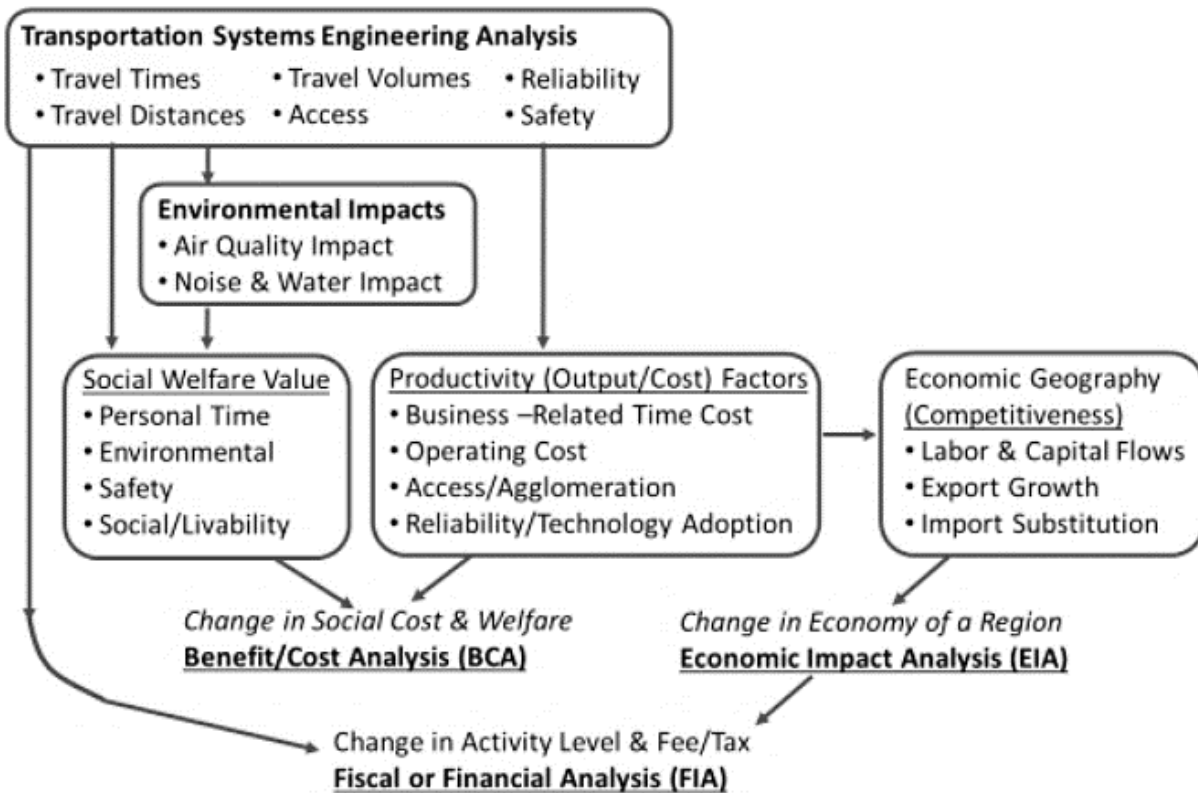 Transportation Systems Engineering Analysis
• Travel Times • Travel Volumes • Reliability
• Travel Distances • Access • Safety
Environmental Impacts
• Air Quality Impact
• Noise & Water Impact
Social Welfare Value
• Personal Time
• Environmental
• Safety
• Social/Livability
Productivity (Output/Cost) Factors
• Business –Related Time Cost
• Operating Cost
• Access/Agglomeration
• Reliability/Technology Adoption
Economic Geography
(Competitiveness)
• Labor & Capital Flows
• Export Growth
• Import Substitution
Change in Social Cost & Welfare
Benefit/Cost Analysis (BCA)
Change in Economy of a Region
Economic Impact Analysis (EIA)
Change in Activity Level & Fee/Tax
Fiscal or Financial Analysis (FIA)